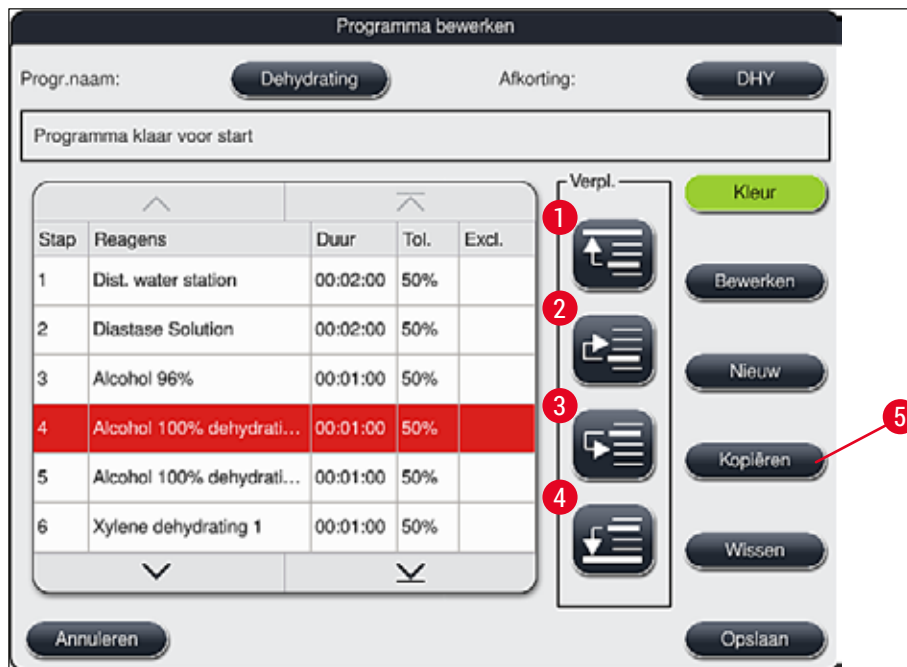 Programma bewerken
Progr.naam: Dehydrating Afkorting: DHY
Programma klaar voor start
Verpl. Kleur
1
Stap Reagens Duur Tol. Excl.
1 Dist. water station 00:02:00 50%
Bewerken
2
2 Diastase Solution 00:02:00 50%
3 Alcohol 96% 00:01:00 50%
Nieuw
3
4 Alcohol 100% dehydrati... 00:01:00 50%
5
Kopiëren
5 Alcohol 100% dehydrati... 00:01:00 50%
4
6 Xylene dehydrating 1 00:01:00 50%
Wissen
Annuleren Opslaan